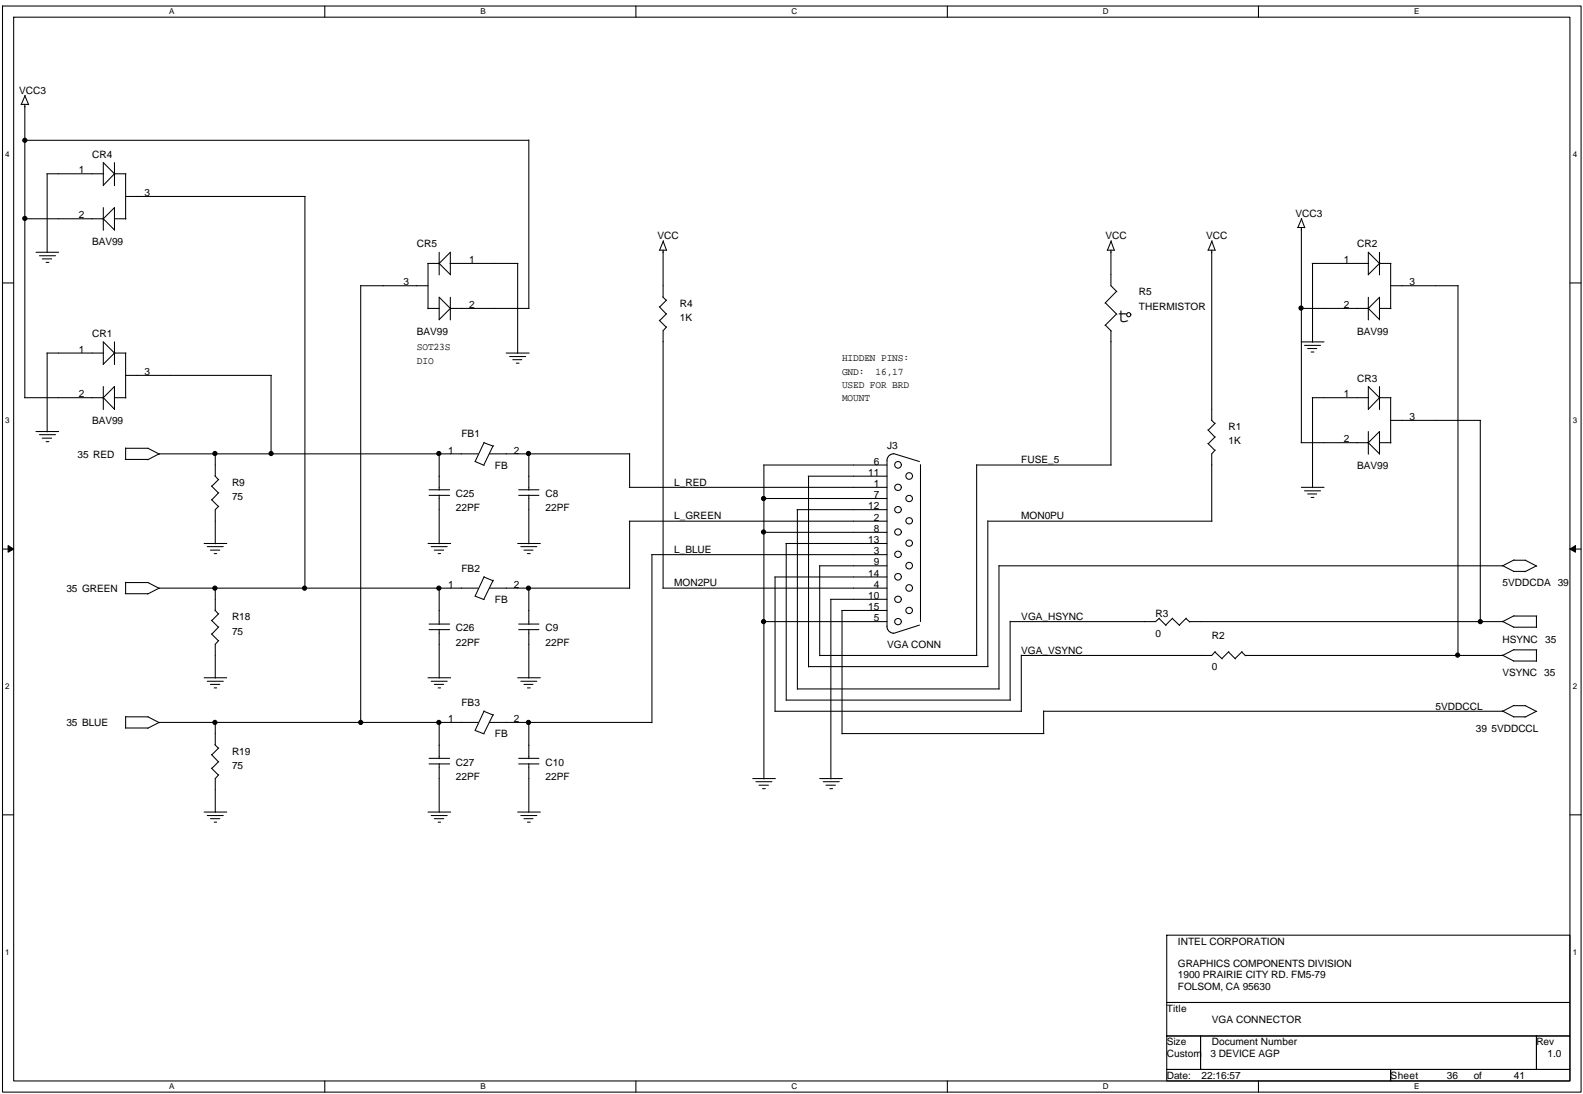 A B C D E
VCC3
4 4
CR4
1
3
2
BAV99
VCC3
VCC VCC VCC
CR5
1
3
2
BAV99
SOT23S
DIO
CR2
1
3
2
BAV99
R4
1K
R5
THERMISTOR
t°
CR1
1
3
2
BAV99
HIDDEN PINS:
GND: 16,17
USED FOR BRD
MOUNT
CR3
1
3
2
BAV99
3 3
R1
1K
35 RED
FB1
1 2
FB
J3
6
11
1
7
12
2
8
13
3
9
14
4
10
15
5
VGA CONN
FUSE_5
L_RED
R9
75
C25
22PF
C8
22PF
L_GREEN
MON0PU
L_BLUE
MON2PU
35 GREEN
FB2
1 2
FB
5VDDCDA 39
R18
75
C26
22PF
C9
22PF
VGA_HSYNC
R3
0
HSYNC 35
VGA_VSYNC
R2
0
VSYNC 35
2 2
35 BLUE
FB3
1 2
FB
5VDDCCL
39 5VDDCCL
R19
75
C27
22PF
C10
22PF
1 1
INTEL CORPORATION
GRAPHICS COMPONENTS DIVISION
1900 PRAIRIE CITY RD. FM5-79
FOLSOM, CA 95630
Title
VGA CONNECTOR
Size Document Number Rev
Custom 3 DEVICE AGP 1.0
Date: 22:16:57 Sheet 36 of 41
A B C D E